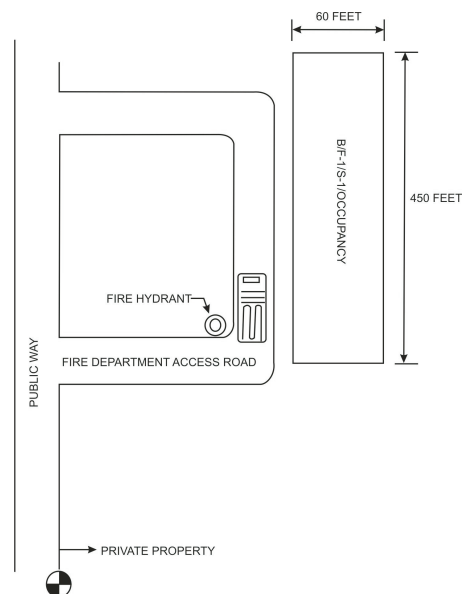 60 FEET
B/F-1/S-1/OCCUPANCY
450 FEET
FIRE HYDRANT
FIRE DEPARTMENT ACCESS ROAD
PUBLIC WAY
PRIVATE PROPERTY